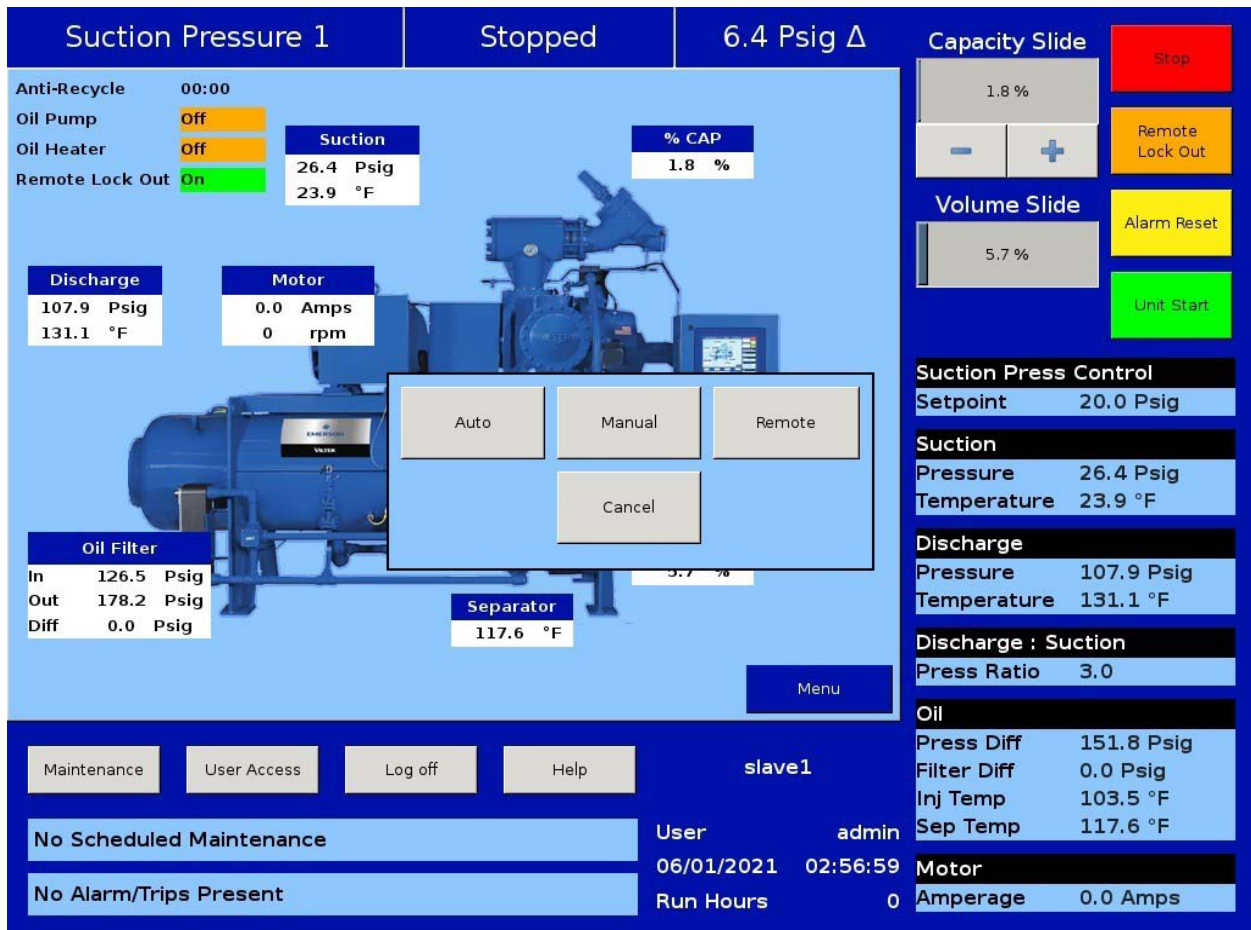 Suction Pressure 1
Stopped
6.4 Psig Δ
Anti-Recycle 00:00
Oil Pump Off
Oil Heater Off
Remote Lock Out On
Suction
26.4 Psig
23.9 °F
% CAP
1.8 %
Discharge
107.9 Psig
131.1 °F
Motor
0.0 Amps
0 rpm
EMERSON
VILTER
Auto
Manual
Remote
Cancel
Oil Filter
In 126.5 Psig
Out 178.2 Psig
Diff 0.0 Psig
5.7 %
Separator
117.6 °F
Menu
Maintenance
User Access
Log off
Help
slave1
No Scheduled Maintenance
No Alarm/Trips Present
User admin
06/01/2021 02:56:59
Run Hours 0
Capacity Slide
1.8 %
Volume Slide
5.7 %
Stop
Remote
Lock Out
Alarm Reset
Unit Start
Suction Press Control
Setpoint 20.0 Psig
Suction
Pressure 26.4 Psig
Temperature 23.9 °F
Discharge
Pressure 107.9 Psig
Temperature 131.1 °F
Discharge : Suction
Press Ratio 3.0
Oil
Press Diff 151.8 Psig
Filter Diff 0.0 Psig
Inj Temp 103.5 °F
Sep Temp 117.6 °F
Motor
Amperage 0.0 Amps